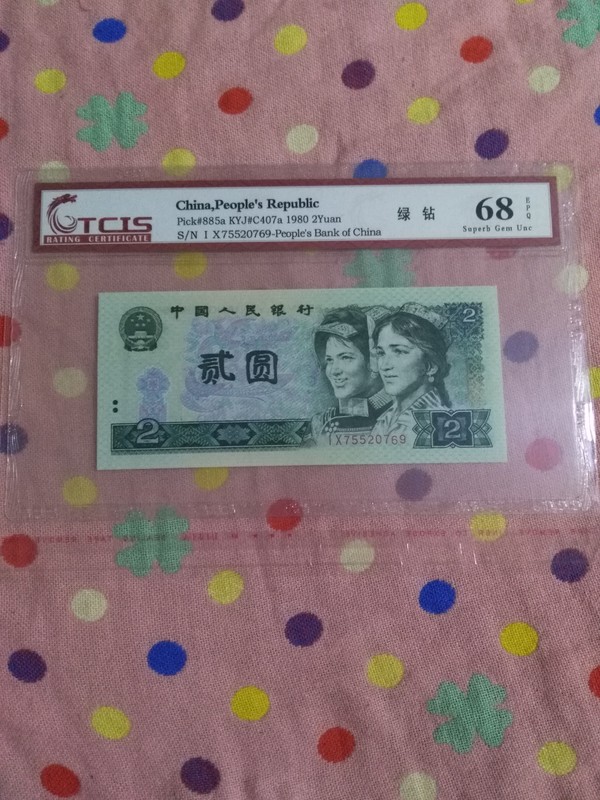 China,People's Republic
Pick#885a KYJ#C407a 1980 2Yuan
S/N I X75520769-People's Bank of China
绿 钻
68
EPQ
Superb Gem Unc
TCIS
RATING CERTIFICATE
中国人民银行
2
贰圆
IX75520769
2
2